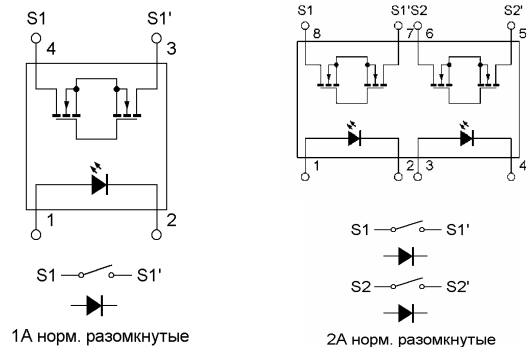 S1 S1'
4 3
1 2
S1 S1'
1А норм. разомкнутые
S1 S1' S2 S2'
8 7 6 5
1 2 3 4
S1 S1'
S2 S2'
2А норм. разомкнутые